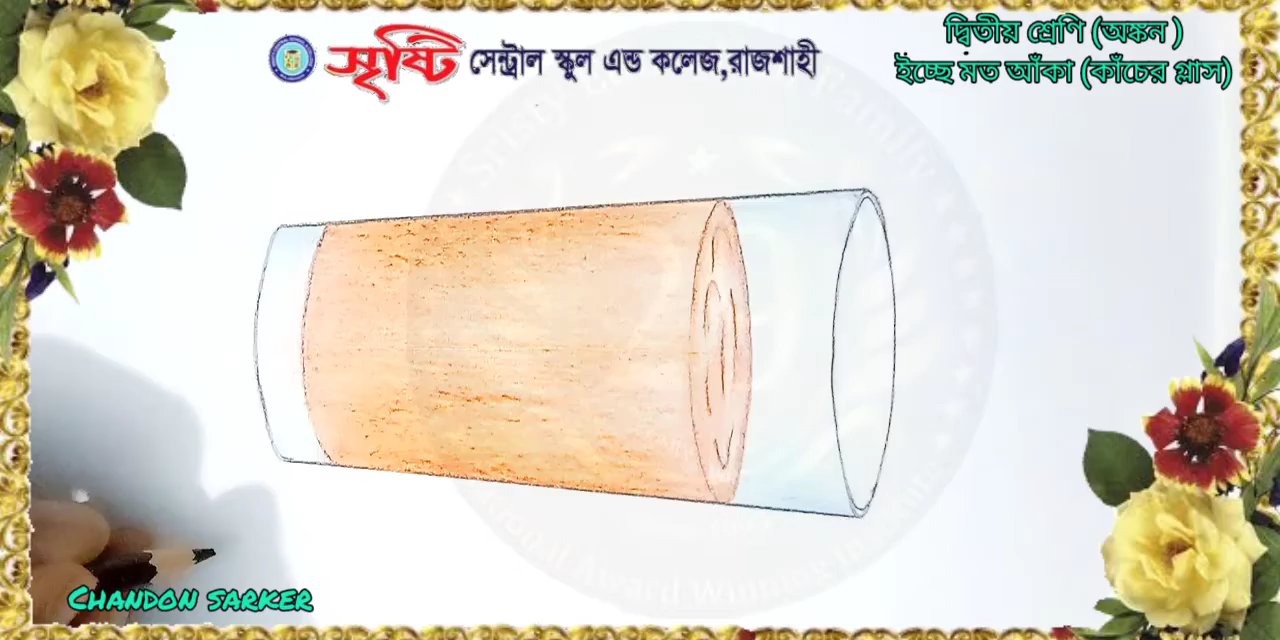 সৃষ্টি সেন্ট্রাল স্কুল এন্ড কলেজ,রাজশাহী
দ্বিতীয় শ্রেণি (অঙ্কন )
ইচ্ছে মত আঁকা (কাঁচের গ্লাস)
CHANDON SARKER